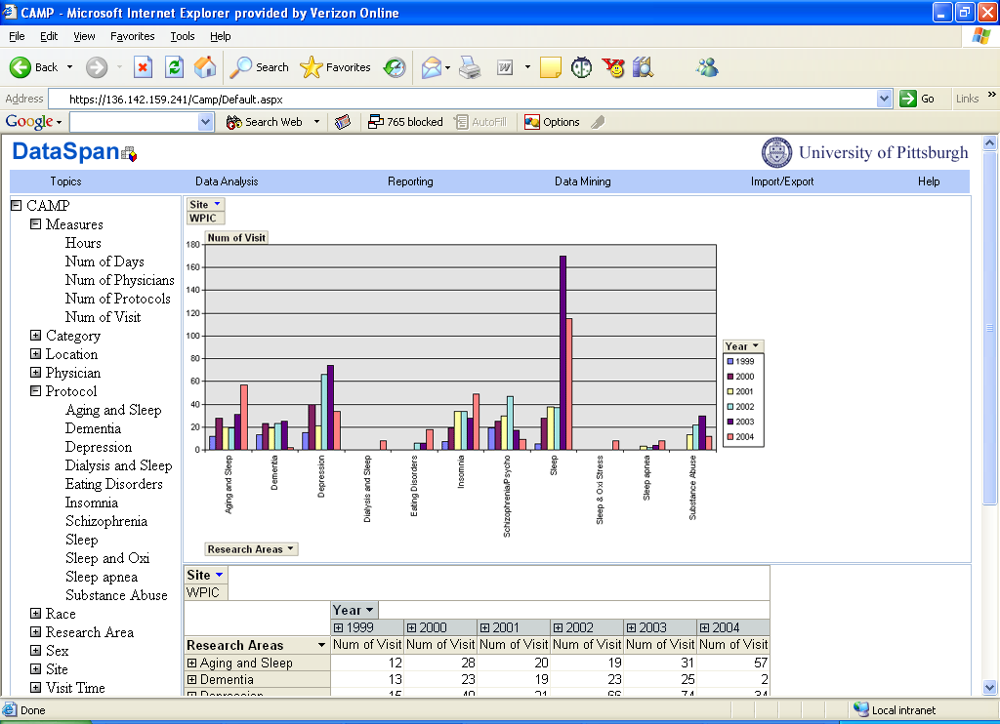 CAMP - Microsoft Internet Explorer provided by Verizon Online
File Edit View Favorites Tools Help
Back Search Favorites
Address https://136.142.159.241/Camp/Default.aspx Go Links »
Google Search Web 765 blocked AutoFill Options
DataSpan University of Pittsburgh
Topics Data Analysis Reporting Data Mining Import/Export Help
CAMP
Measures
Hours
Num of Days
Num of Physicians
Num of Protocols
Num of Visit
Category
Location
Physician
Protocol
Aging and Sleep
Dementia
Depression
Dialysis and Sleep
Eating Disorders
Insomnia
Schizophrenia
Sleep
Sleep and Oxi
Sleep apnea
Substance Abuse
Race
Research Area
Sex
Site
Visit Time
Site
WPIC
Num of Visit
180
160
140
120
100
80
60
40
20
0
Aging and Sleep
Dementia
Depression
Dialysis and Sleep
Eating Disorders
Insomnia
Schizophrenia/Psycho
Sleep
Sleep & Oxi Stress
Sleep apnea
Substance Abuse
Year
1999
2000
2001
2002
2003
2004
Research Areas
Site
WPIC
Year
1999 2000 2001 2002 2003 2004
Research Areas Num of Visit Num of Visit Num of Visit Num of Visit Num of Visit Num of Visit
Aging and Sleep 12 28 20 19 31 57
Dementia 13 23 19 23 25 2
Depression 15 40 21 66 74 34
Done Local intranet